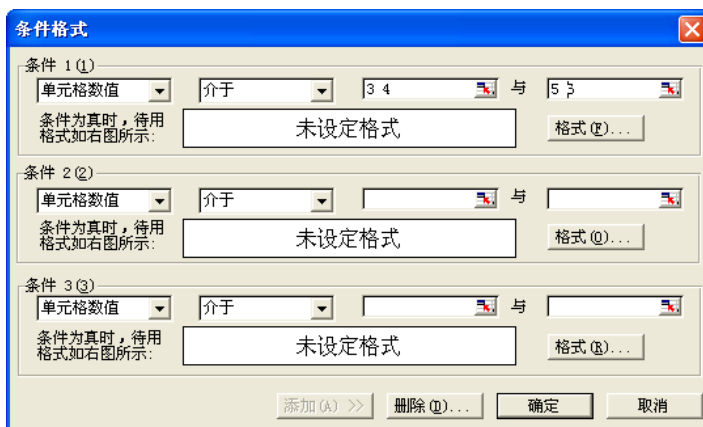 条件格式
条件 1(1)
单元格数值 介于 3 4 与 5
条件为真时，待用
格式如右图所示:
未设定格式
格式(F)...
条件 2(2)
单元格数值 介于 与
条件为真时，待用
格式如右图所示:
未设定格式
格式(O)...
条件 3(3)
单元格数值 介于 与
条件为真时，待用
格式如右图所示:
未设定格式
格式(R)...
添加(A) >> 删除(D)... 确定 取消